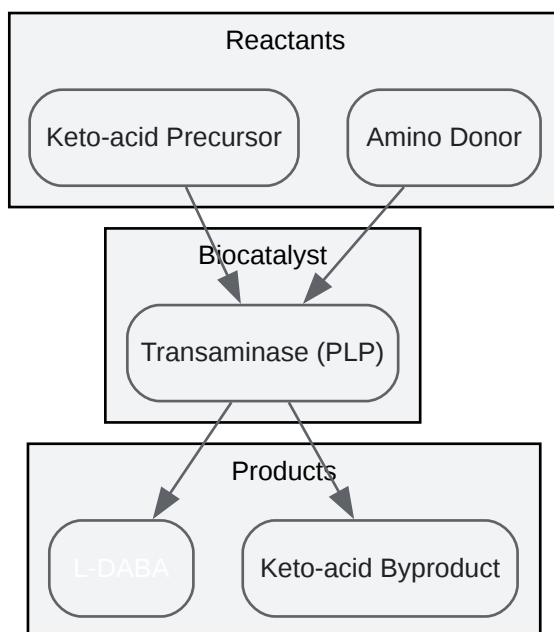 Reactants
Keto-acid Precursor
Amino Donor
Biocatalyst
Transaminase (PLP)
Products
L-DABA
Keto-acid Byproduct